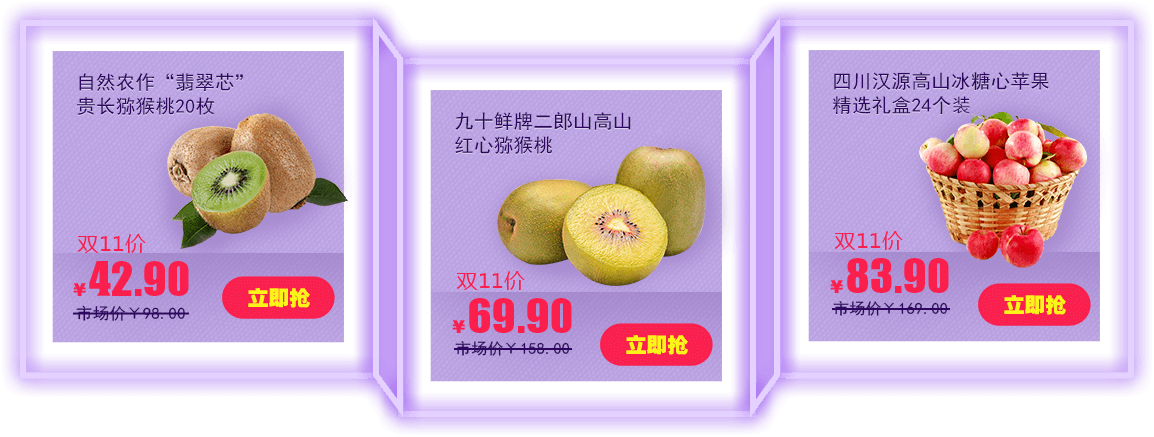 自然农作“翡翠芯”
贵长猕猴桃20枚
双11价
¥42.90
市场价￥98.00
立即抢
九十鲜牌二郎山高山
红心猕猴桃
双11价
¥69.90
市场价￥158.00
立即抢
四川汉源高山冰糖心苹果
精选礼盒24个装
双11价
¥83.90
市场价￥169.00
立即抢